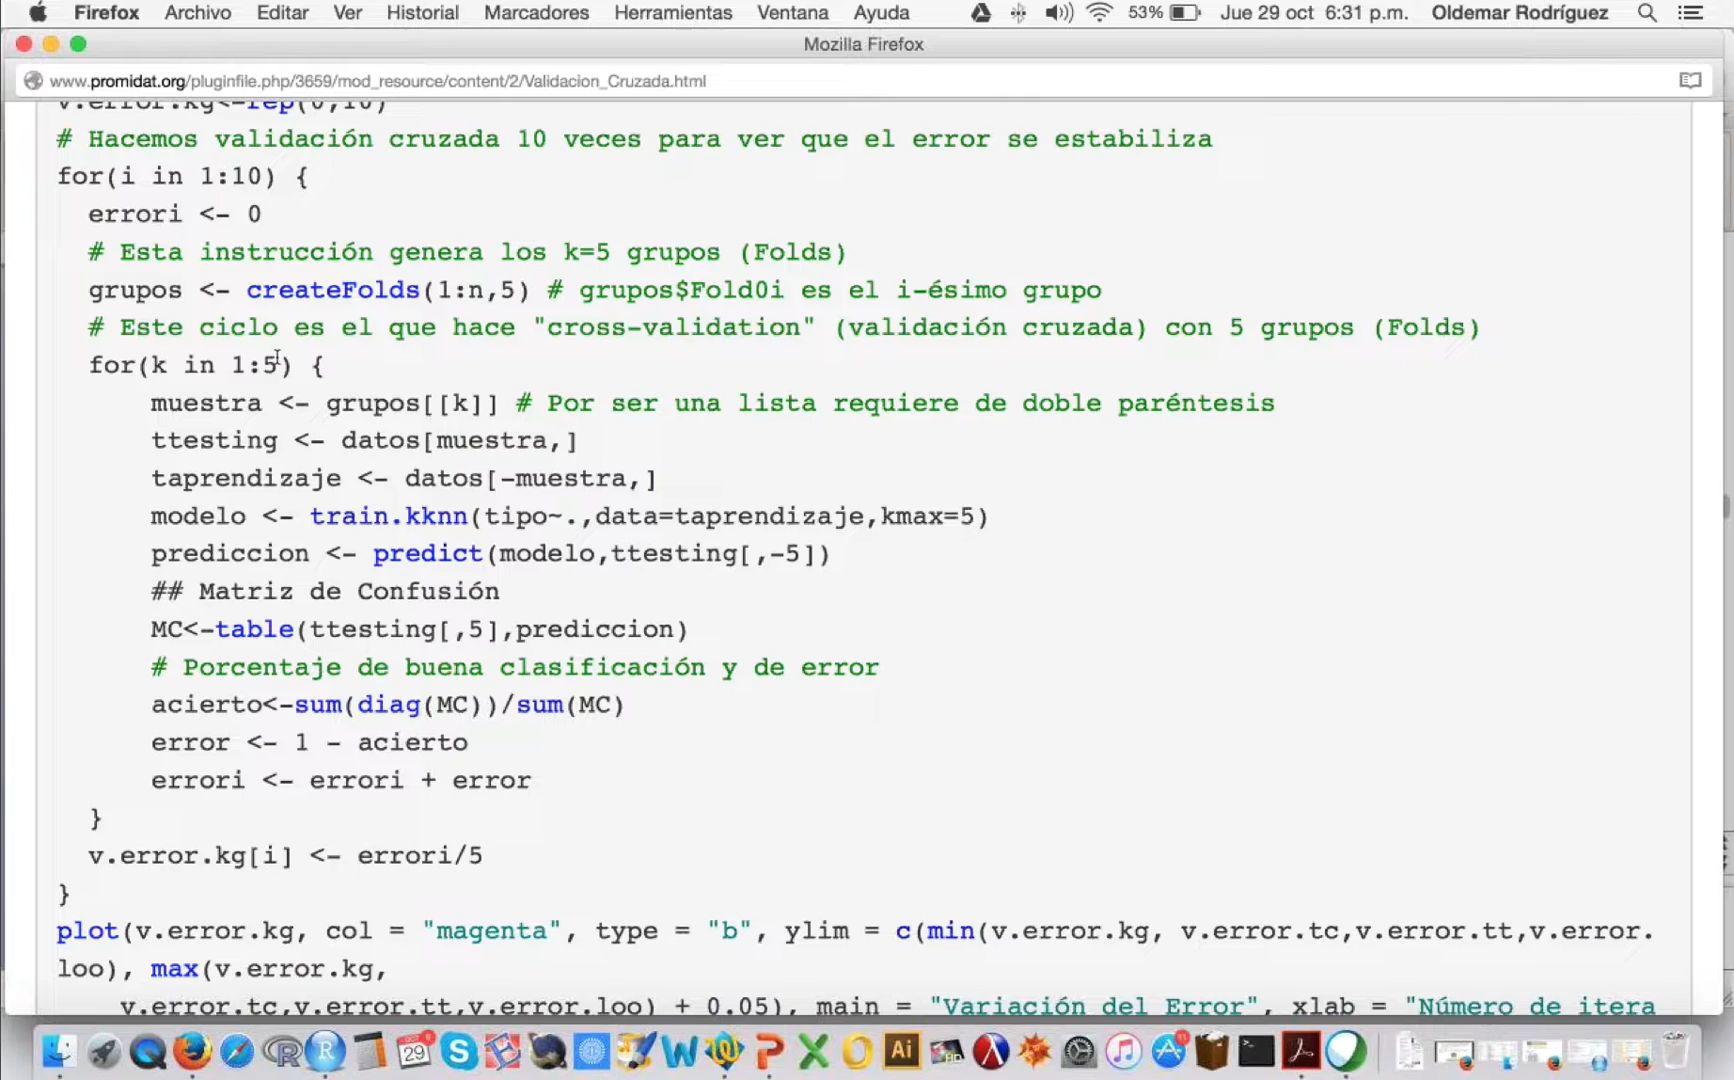 Firefox Archivo Editar Ver Historial Marcadores Herramientas Ventana Ayuda 53% Jue 29 oct 6:31 p.m. Oldemar Rodríguez
Mozilla Firefox
www.promidat.org/pluginfile.php/3659/mod_resource/content/2/Validacion_Cruzada.html
v.error.kg<-rep(0,10)
# Hacemos validación cruzada 10 veces para ver que el error se estabiliza
for(i in 1:10) {
errori <- 0
# Esta instrucción genera los k=5 grupos (Folds)
grupos <- createFolds(1:n,5) # grupos$Fold0i es el i-ésimo grupo
# Este ciclo es el que hace "cross-validation" (validación cruzada) con 5 grupos (Folds)
for(k in 1:5) {
muestra <- grupos[[k]] # Por ser una lista requiere de doble paréntesis
ttesting <- datos[muestra,]
taprendizaje <- datos[-muestra,]
modelo <- train.kknn(tipo~.,data=taprendizaje,kmax=5)
prediccion <- predict(modelo,ttesting[,-5])
## Matriz de Confusión
MC<-table(ttesting[,5],prediccion)
# Porcentaje de buena clasificación y de error
acierto<-sum(diag(MC))/sum(MC)
error <- 1 - acierto
errori <- errori + error
}
v.error.kg[i] <- errori/5
}
plot(v.error.kg, col = "magenta", type = "b", ylim = c(min(v.error.kg, v.error.tc,v.error.tt,v.error.
loo), max(v.error.kg,
v.error.tc,v.error.tt,v.error.loo) + 0.05), main = "Variación del Error", xlab = "Número de itera
29 Ai